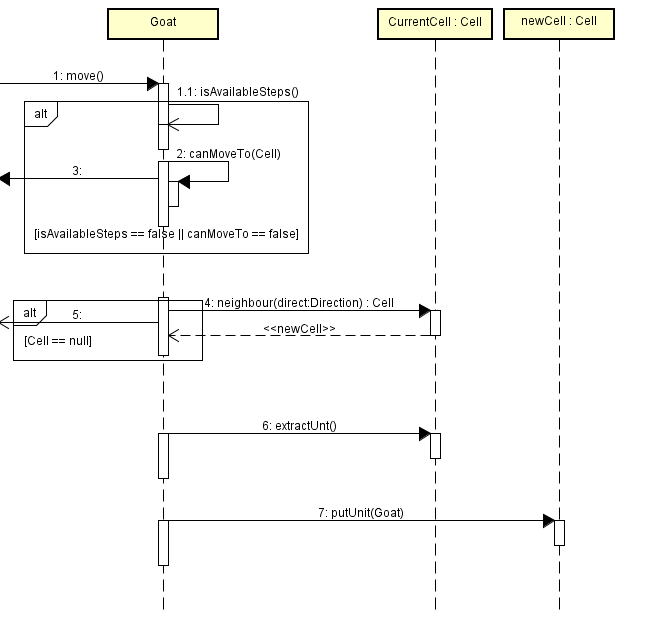 Goat
CurrentCell : Cell
newCell : Cell
1: move()
1.1: isAvailableSteps()
alt
2: canMoveTo(Cell)
3:
[isAvailableSteps == false || canMoveTo == false]
4: neighbour(direct:Direction) : Cell
alt
5:
<<newCell>>
[Cell == null]
6: extractUnt()
7: putUnit(Goat)